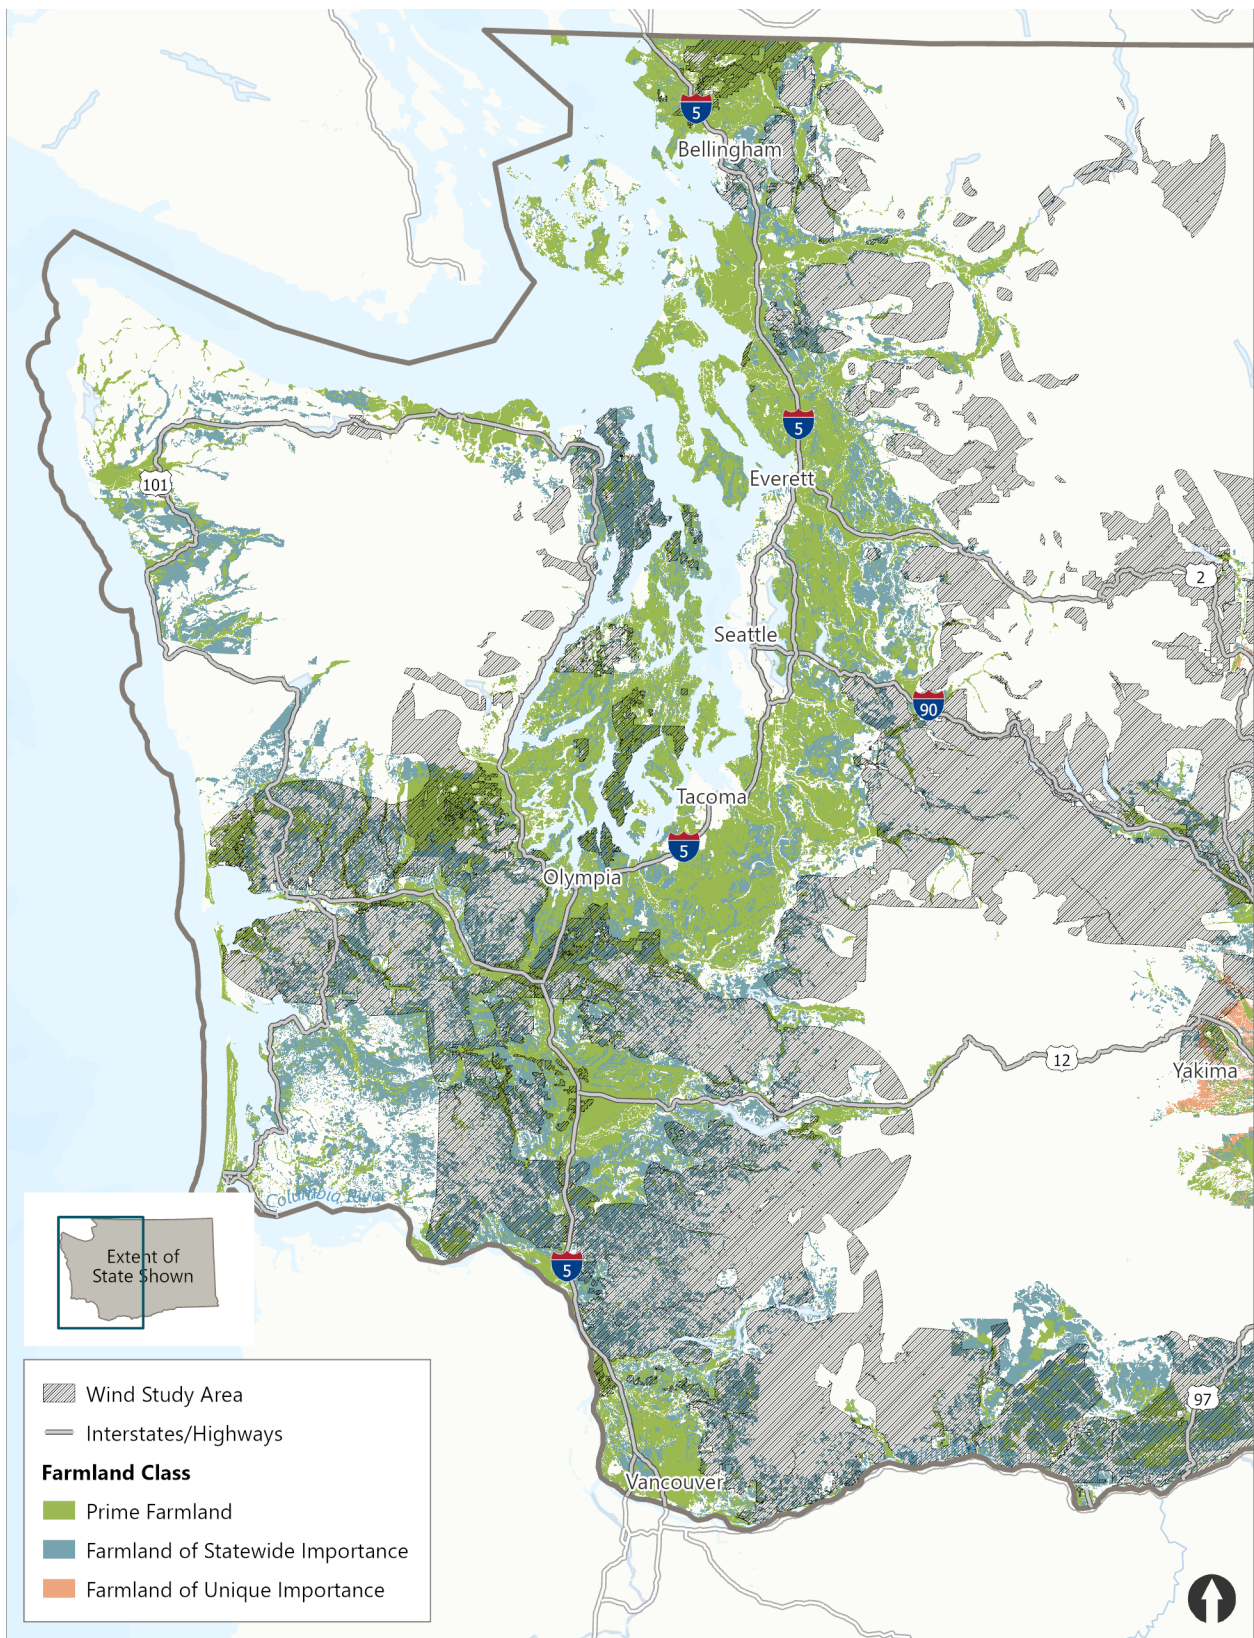 5
Bellingham
5
101
Everett
2
Seattle
90
Tacoma
5
Olympia
12
Yakima
Columbia River
Extent of
State Shown
5
97
Vancouver
Wind Study Area
Interstates/Highways
Farmland Class
Prime Farmland
Farmland of Statewide Importance
Farmland of Unique Importance